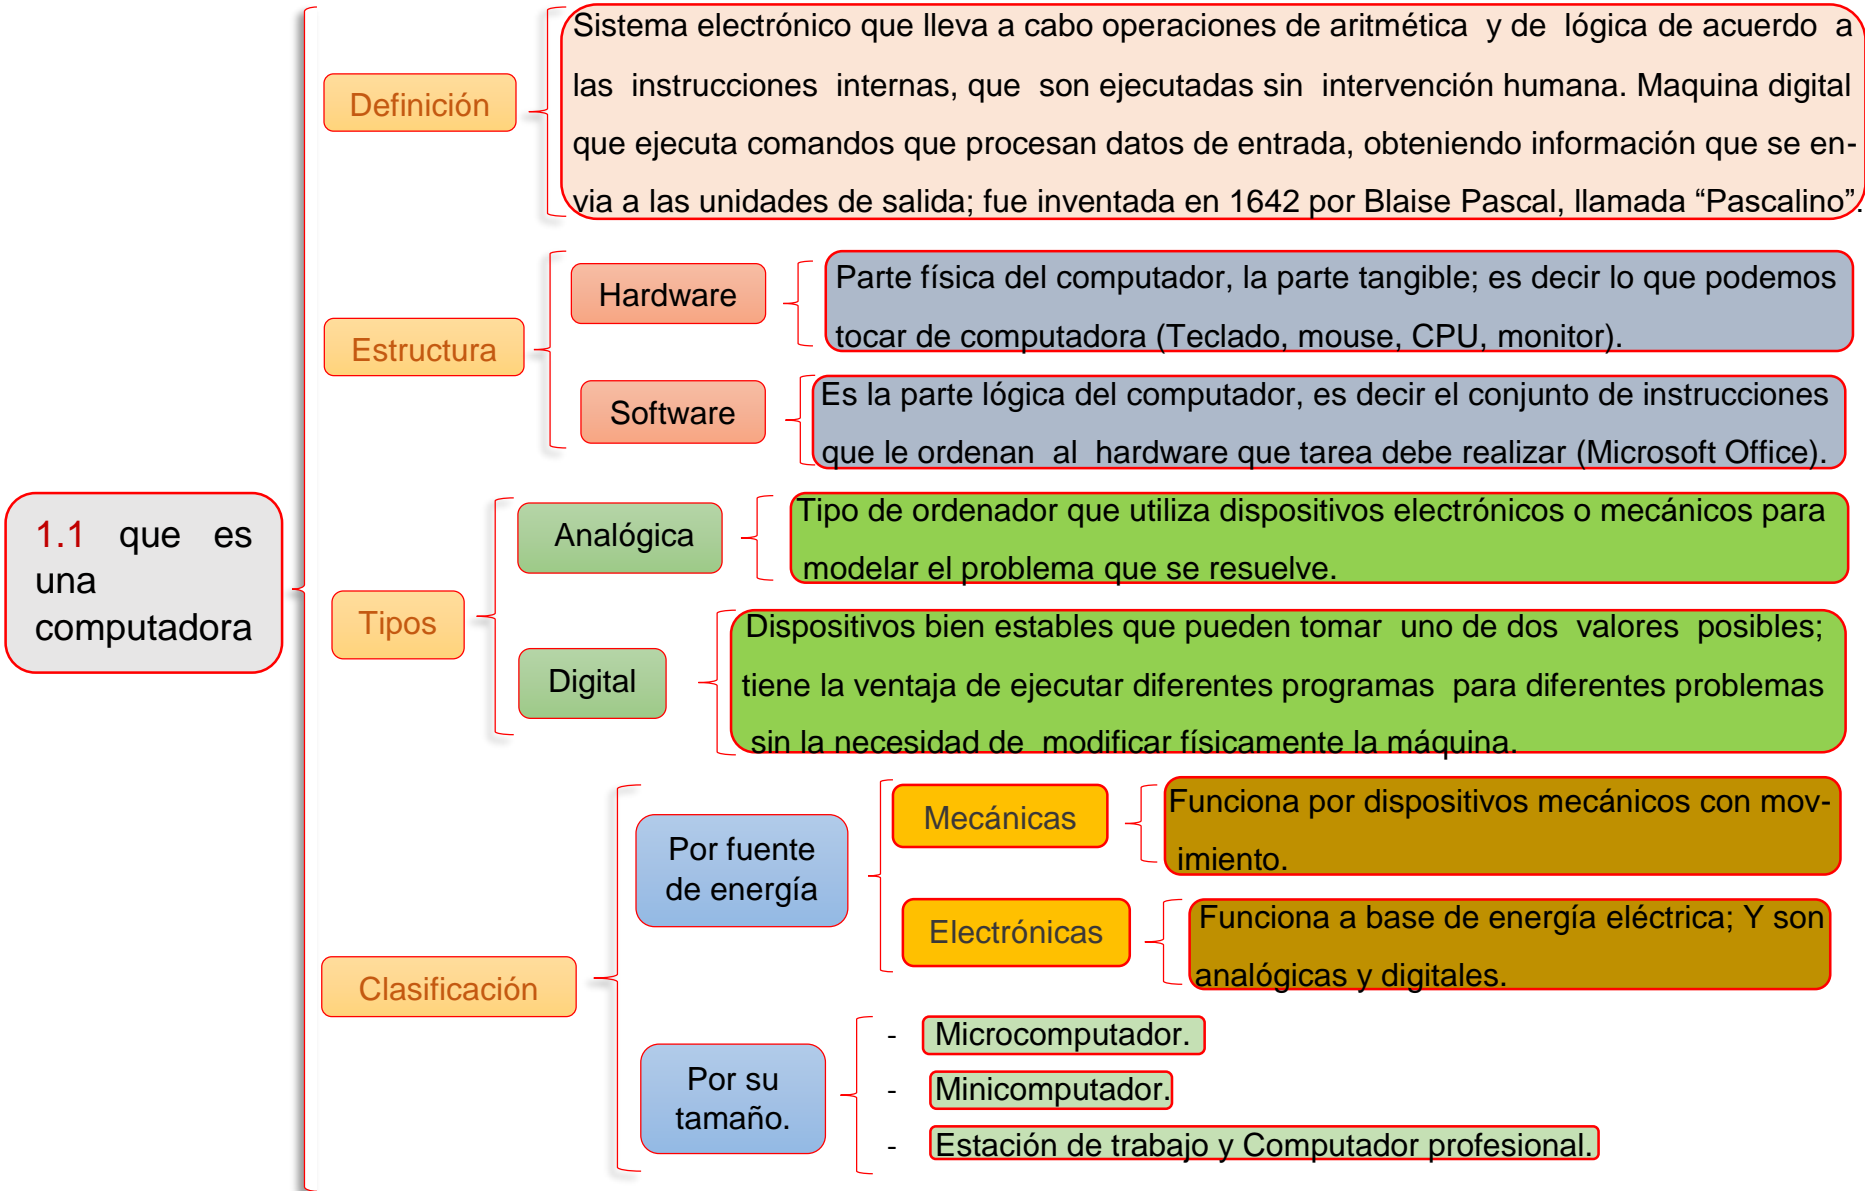 1.1 que es
una
computadora
Definición
Sistema electrónico que lleva a cabo operaciones de aritmética y de lógica de acuerdo a
las instrucciones internas, que son ejecutadas sin intervención humana. Maquina digital
que ejecuta comandos que procesan datos de entrada, obteniendo información que se en-
via a las unidades de salida; fue inventada en 1642 por Blaise Pascal, llamada “Pascalino”.
Estructura
Hardware
Parte física del computador, la parte tangible; es decir lo que podemos
tocar de computadora (Teclado, mouse, CPU, monitor).
Software
Es la parte lógica del computador, es decir el conjunto de instrucciones
que le ordenan al hardware que tarea debe realizar (Microsoft Office).
Tipos
Analógica
Tipo de ordenador que utiliza dispositivos electrónicos o mecánicos para
modelar el problema que se resuelve.
Digital
Dispositivos bien estables que pueden tomar uno de dos valores posibles;
tiene la ventaja de ejecutar diferentes programas para diferentes problemas
sin la necesidad de modificar físicamente la máquina.
Clasificación
Por fuente
de energía
Mecánicas
Funciona por dispositivos mecánicos con mov-
imiento.
Electrónicas
Funciona a base de energía eléctrica; Y son
analógicas y digitales.
Por su
tamaño.
- Microcomputador.
- Minicomputador.
- Estación de trabajo y Computador profesional.